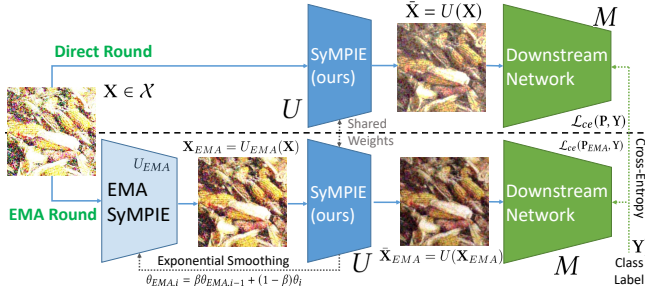 X̄ = U(X)
M
Direct Round
SyMPIE
(ours)
Downstream
Network
X ∈ 𝒳
U
ℒce(P, Y)
Shared
Weights
XEMA = UEMA(X)
ℒce(PEMA, Y)
UEMA
EMA
SyMPIE
SyMPIE
(ours)
Downstream
Network
Cross-Entropy
EMA Round
Exponential Smoothing
U
X̄EMA = U(XEMA)
M
Y
Class
Label
θEMA,i = βθEMA,i−1 + (1 − β)θi